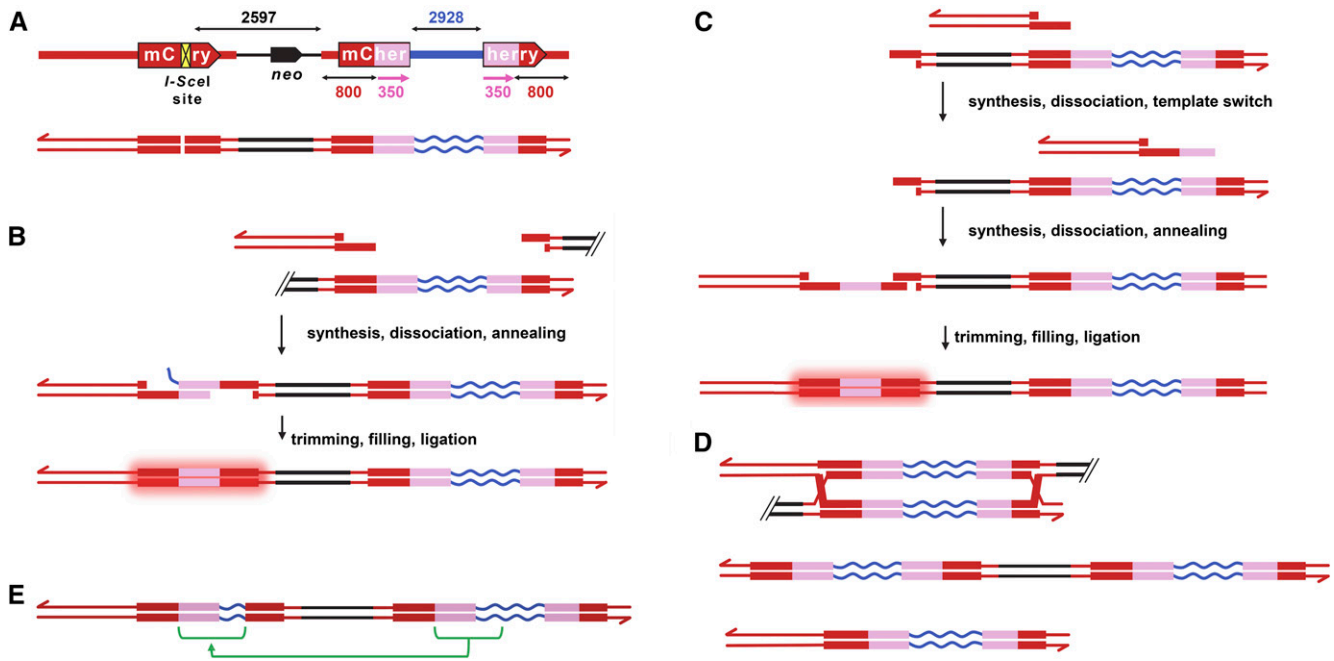 A
2597
2928
mC ry
mCher
herry
I-SceI
site
neo
800
350
350
800
B
synthesis, dissociation, annealing
trimming, filling, ligation
C
synthesis, dissociation, template switch
synthesis, dissociation, annealing
trimming, filling, ligation
D
E